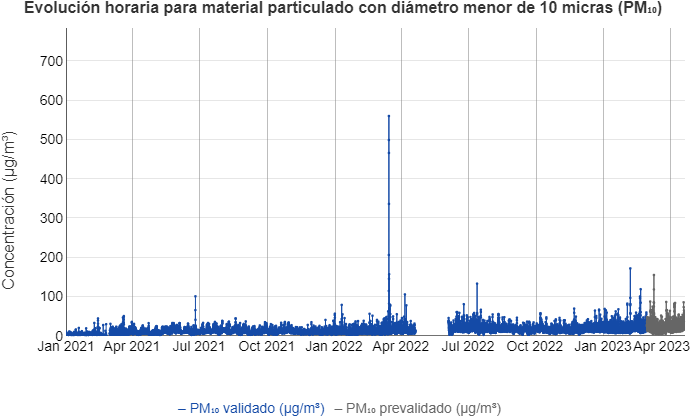 Evolución horaria para material particulado con diámetro menor de 10 micras (PM₁₀)
Concentración (µg/m³)
700
600
500
400
300
200
100
0
Jan 2021 Apr 2021 Jul 2021 Oct 2021 Jan 2022 Apr 2022 Jul 2022 Oct 2022 Jan 2023 Apr 2023
– PM₁₀ validado (µg/m³) – PM₁₀ prevalidado (µg/m³)